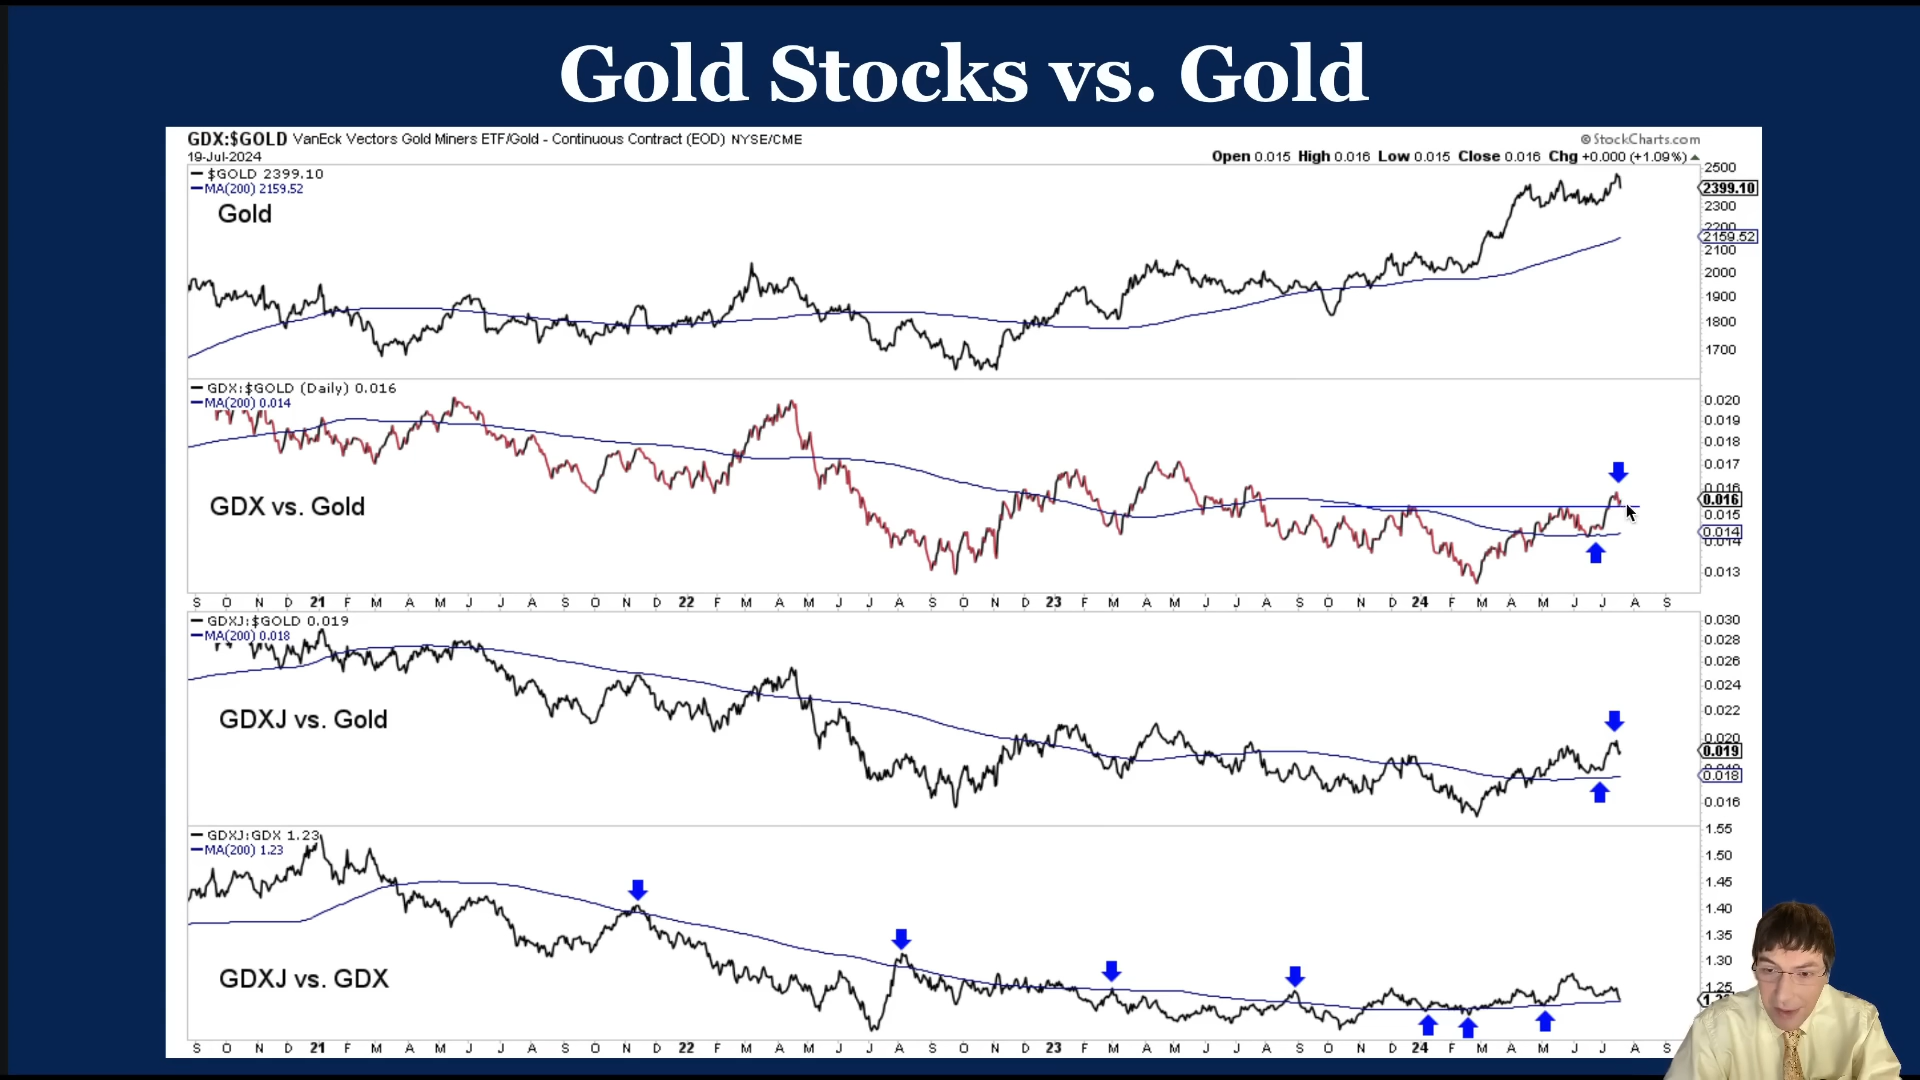 Gold Stocks vs. Gold
GDX:$GOLD VanEck Vectors Gold Miners ETF/Gold - Continuous Contract (EOD) NYSE/CME
© StockCharts.com
19-Jul-2024
Open 0.015 High 0.016 Low 0.015 Close 0.016 Chg +0.000 (+1.09%)
$GOLD 2399.10
MA(200) 2159.52
Gold
2500
2399.10
2300
2200
2159.52
2100
2000
1900
1800
1700
GDX:$GOLD (Daily) 0.016
MA(200) 0.014
GDX vs. Gold
0.020
0.019
0.018
0.017
0.016
0.016
0.015
0.014
0.014
0.013
S O N D 21 F M A M J J A S O N D 22 F M A M J J A S O N D 23 F M A M J J A S O N D 24 F M A M J J A S
GDXJ:$GOLD 0.019
MA(200) 0.018
GDXJ vs. Gold
0.030
0.028
0.026
0.024
0.022
0.020
0.019
0.018
0.016
GDXJ:GDX 1.23
MA(200) 1.23
GDXJ vs. GDX
1.55
1.50
1.45
1.40
1.35
1.30
1.25
S O N D 21 F M A M J J A S O N D 22 F M A M J J A S O N D 23 F M A M J J A S O N D 24 F M A M J J A S